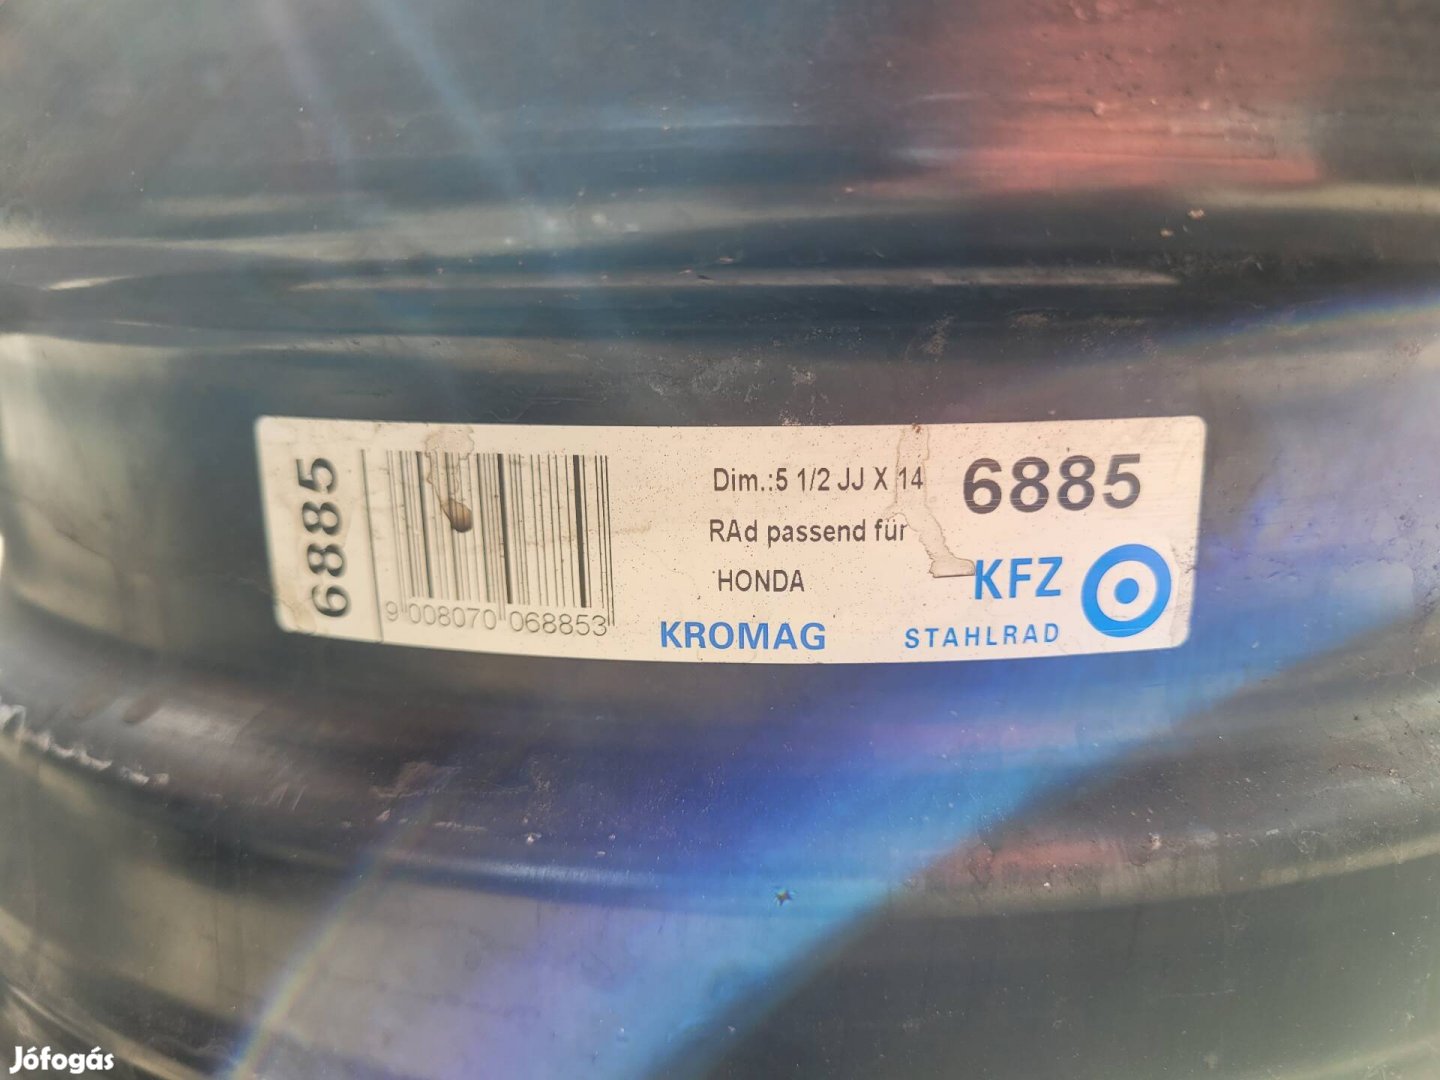 6885
9 008070 068853
Dim.:5 1/2 JJ X 14
RAd passend für
HONDA
KROMAG
6885
KFZ
STAHLRAD
Jófogás